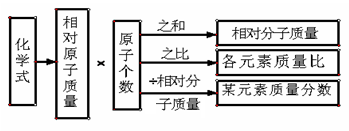 化学式
相对原子质量
×
原子个数
之和
相对分子质量
之比
各元素质量比
÷相对分
子质量
某元素质量分数